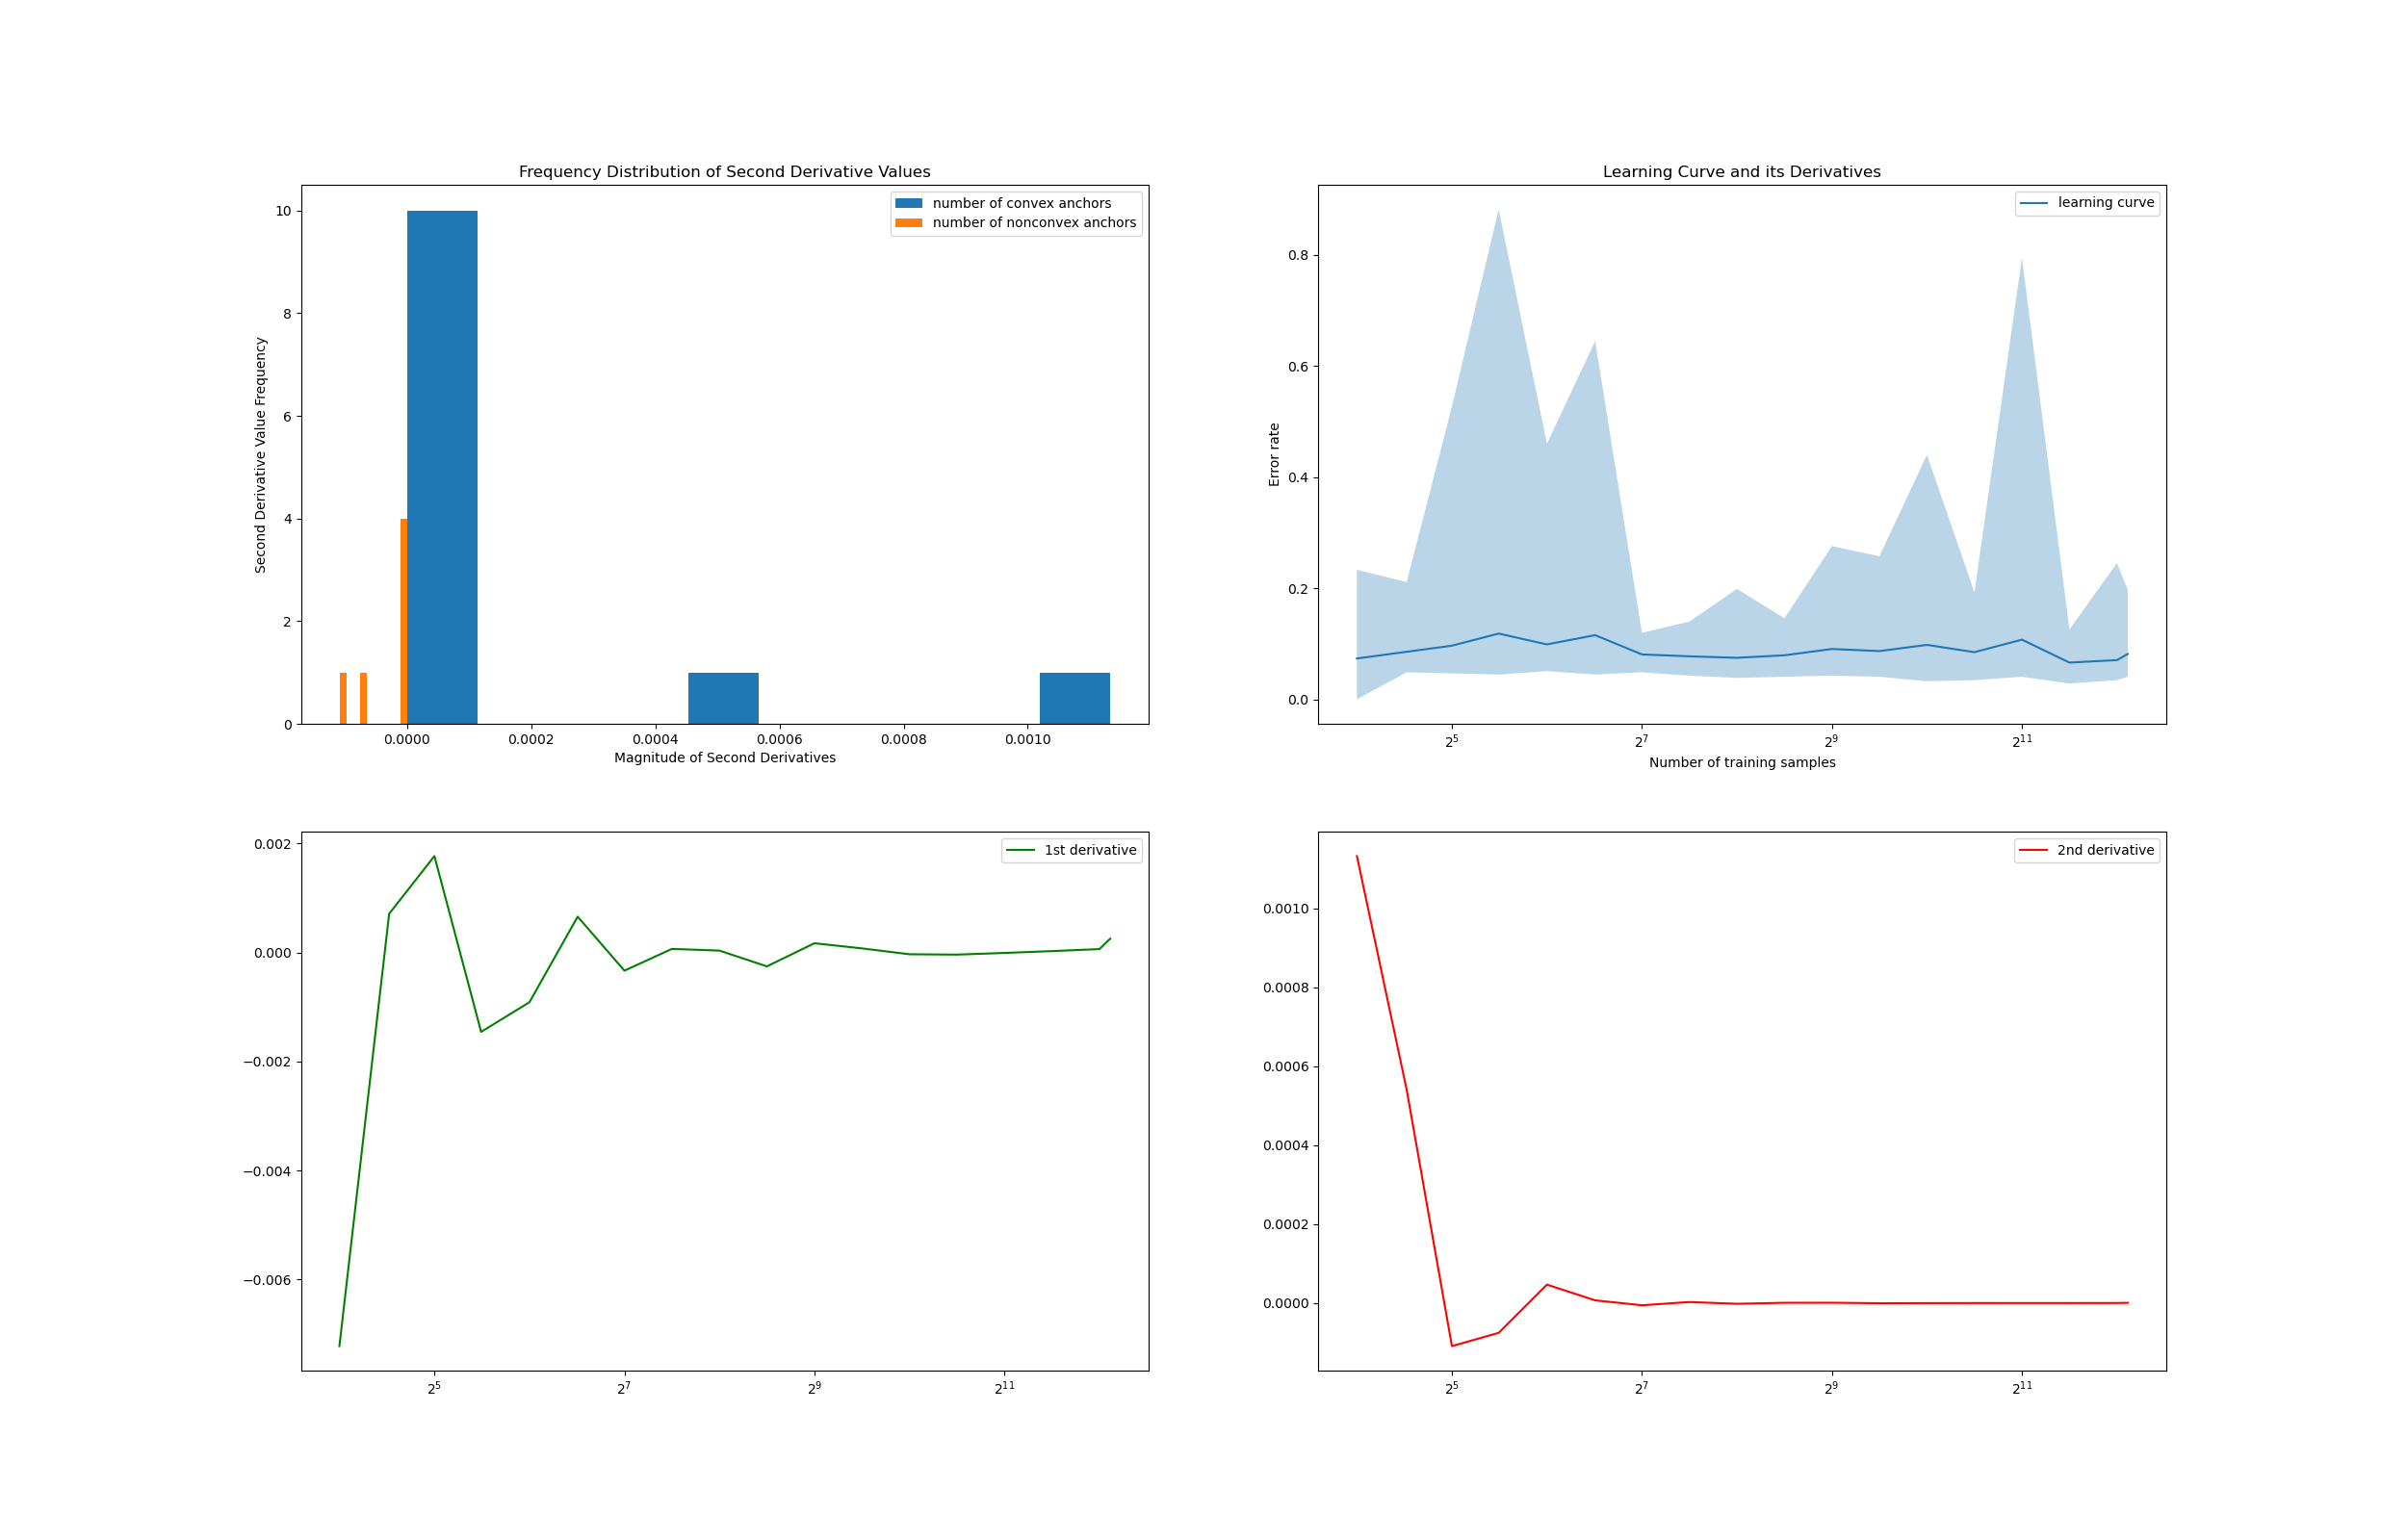 Frequency Distribution of Second Derivative Values
number of convex anchors
number of nonconvex anchors
Second Derivative Value Frequency
10
8
6
4
2
0
0.0000 0.0002 0.0004 0.0006 0.0008 0.0010
Magnitude of Second Derivatives
Learning Curve and its Derivatives
learning curve
Error rate
0.8
0.6
0.4
0.2
0.0
2⁵ 2⁷ 2⁹ 2¹¹
Number of training samples
1st derivative
0.002
0.000
−0.002
−0.004
−0.006
2⁵ 2⁷ 2⁹ 2¹¹
2nd derivative
0.0010
0.0008
0.0006
0.0004
0.0002
0.0000
2⁵ 2⁷ 2⁹ 2¹¹